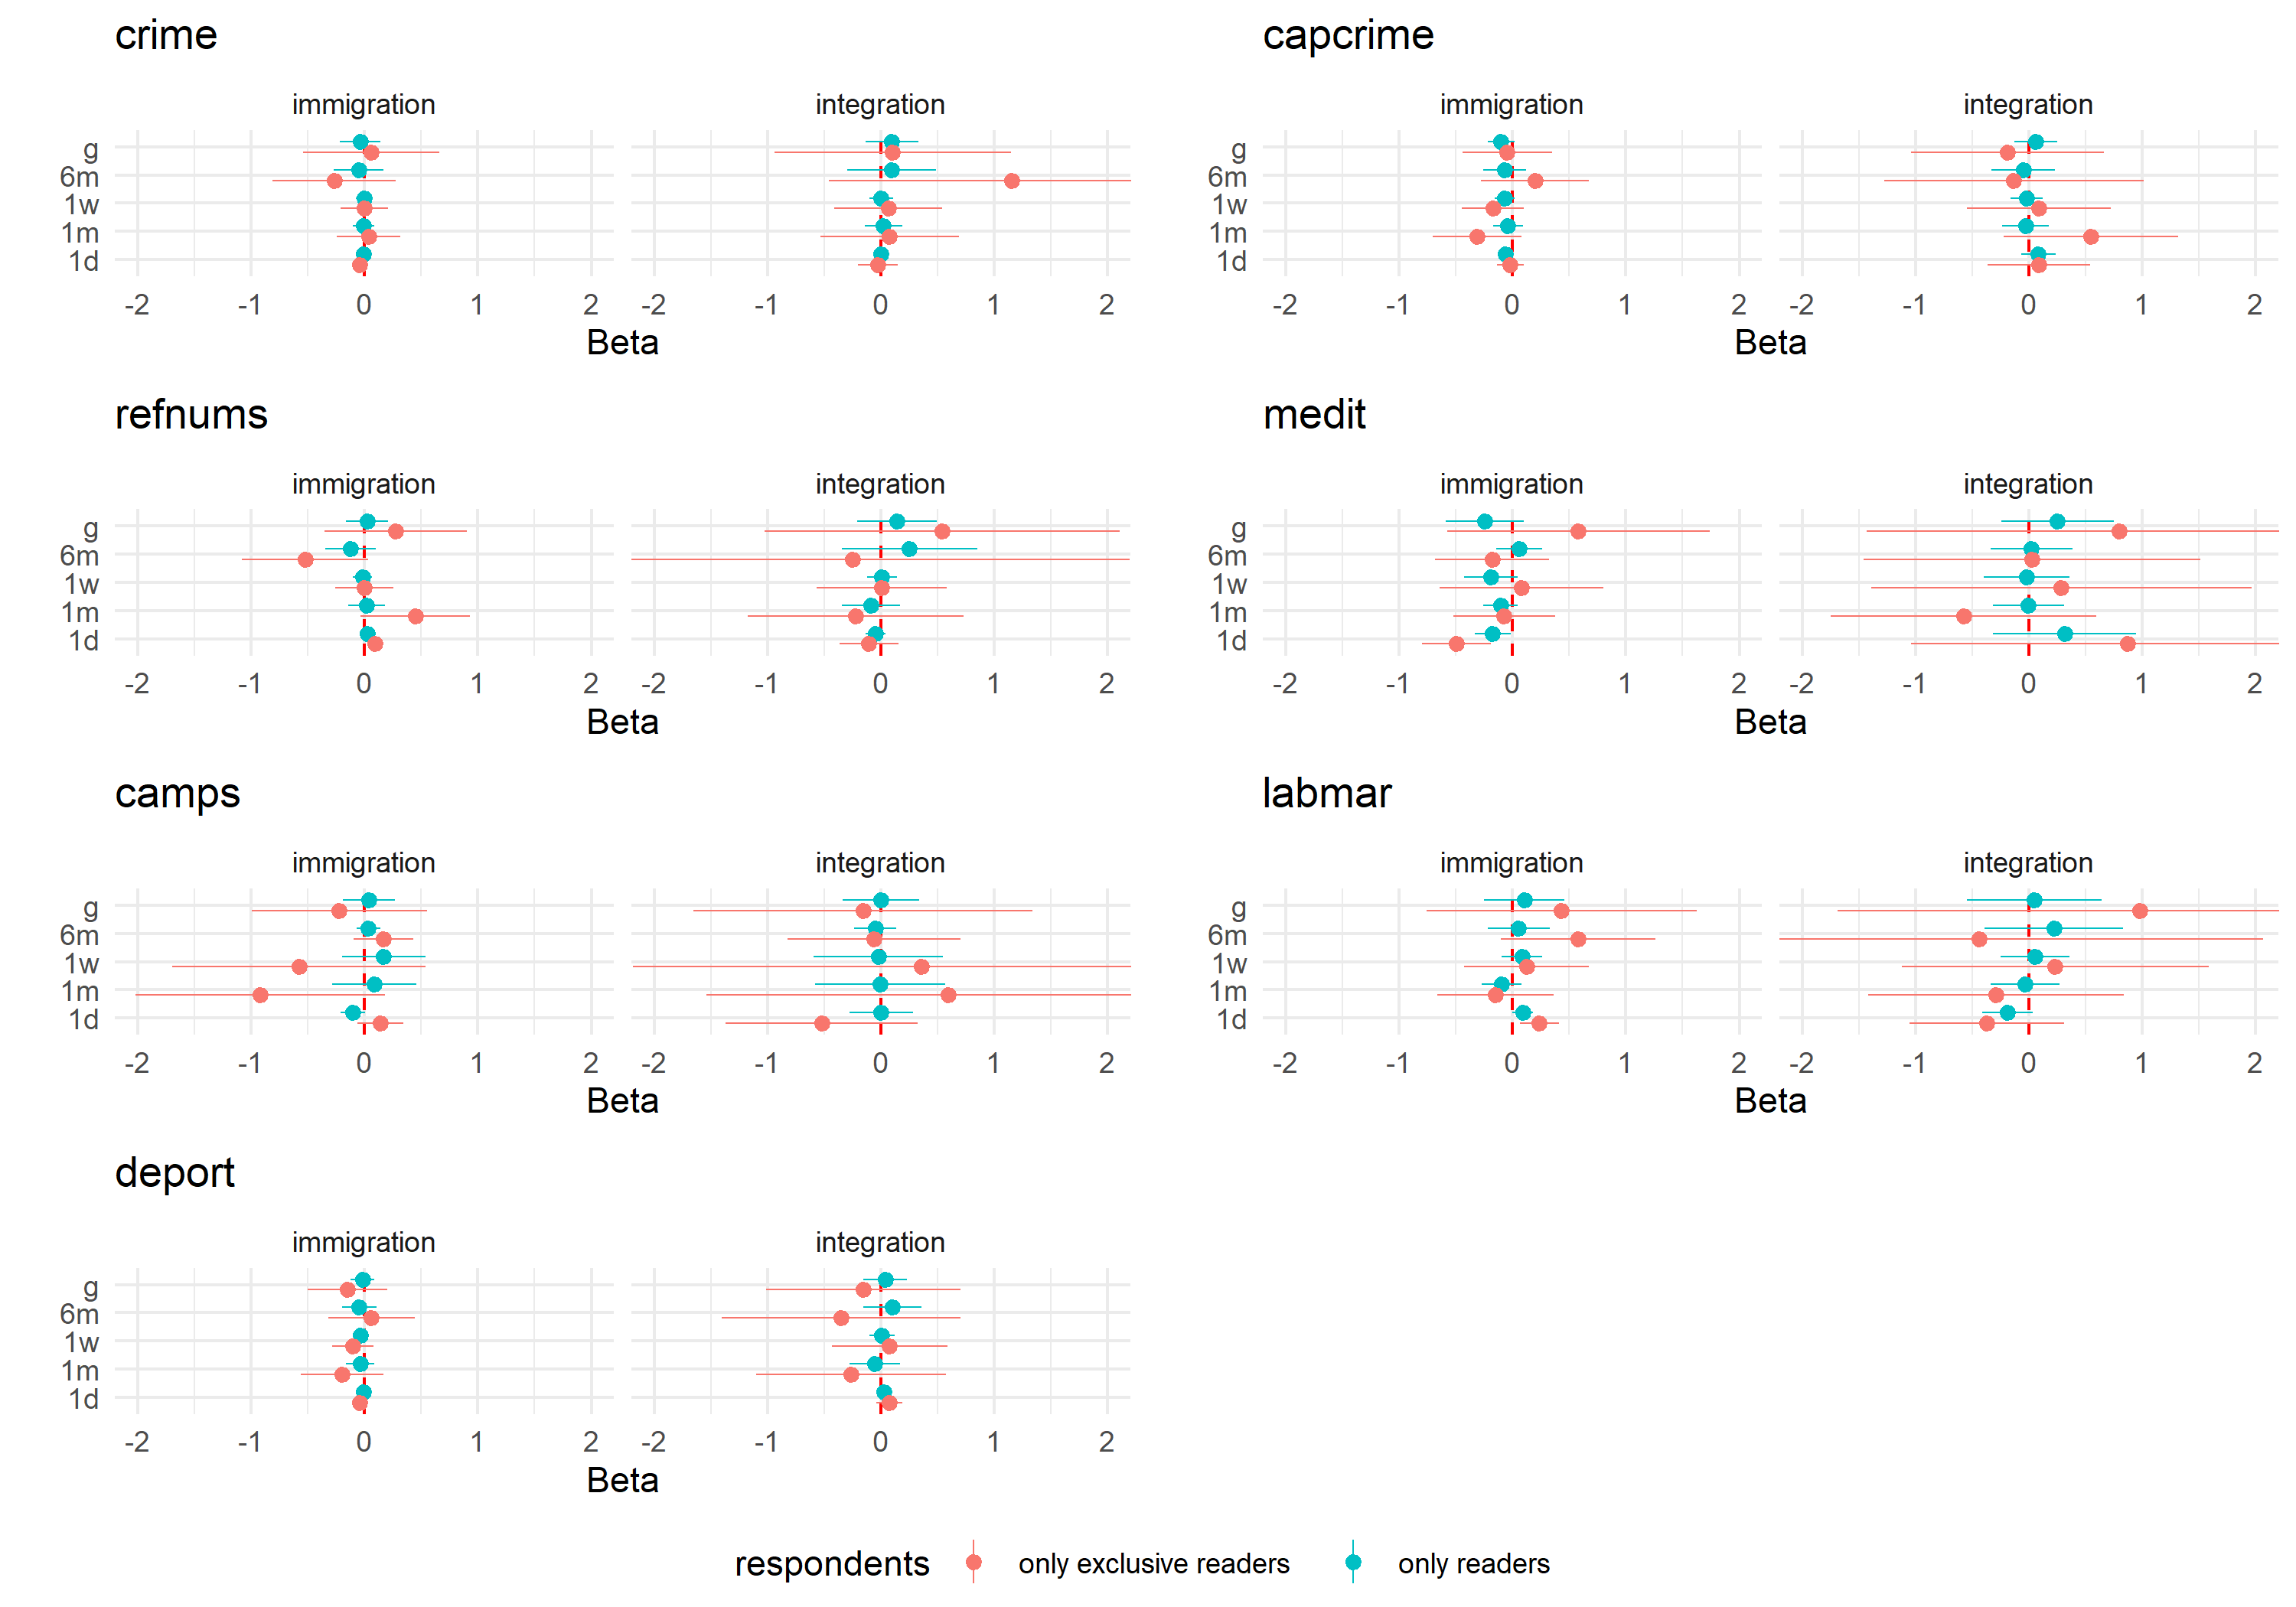 crime
immigration integration
g
6m
1w
1m
1d
-2 -1 0 1 2 -2 -1 0 1 2
Beta
capcrime
immigration integration
g
6m
1w
1m
1d
-2 -1 0 1 2 -2 -1 0 1 2
Beta
refnums
immigration integration
g
6m
1w
1m
1d
-2 -1 0 1 2 -2 -1 0 1 2
Beta
medit
immigration integration
g
6m
1w
1m
1d
-2 -1 0 1 2 -2 -1 0 1 2
Beta
camps
immigration integration
g
6m
1w
1m
1d
-2 -1 0 1 2 -2 -1 0 1 2
Beta
labmar
immigration integration
g
6m
1w
1m
1d
-2 -1 0 1 2 -2 -1 0 1 2
Beta
deport
immigration integration
g
6m
1w
1m
1d
-2 -1 0 1 2 -2 -1 0 1 2
Beta
respondents only exclusive readers only readers